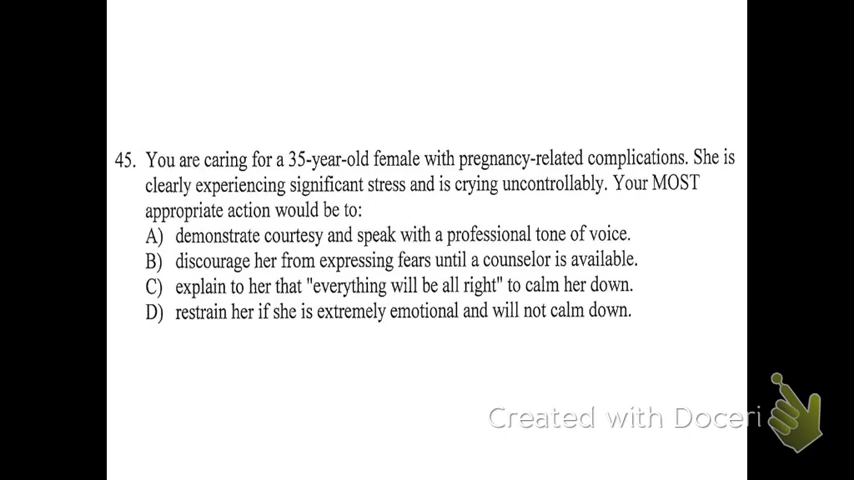 45. You are caring for a 35-year-old female with pregnancy-related complications. She is
clearly experiencing significant stress and is crying uncontrollably. Your MOST
appropriate action would be to:
A) demonstrate courtesy and speak with a professional tone of voice.
B) discourage her from expressing fears until a counselor is available.
C) explain to her that "everything will be all right" to calm her down.
D) restrain her if she is extremely emotional and will not calm down.
Created with Doceri